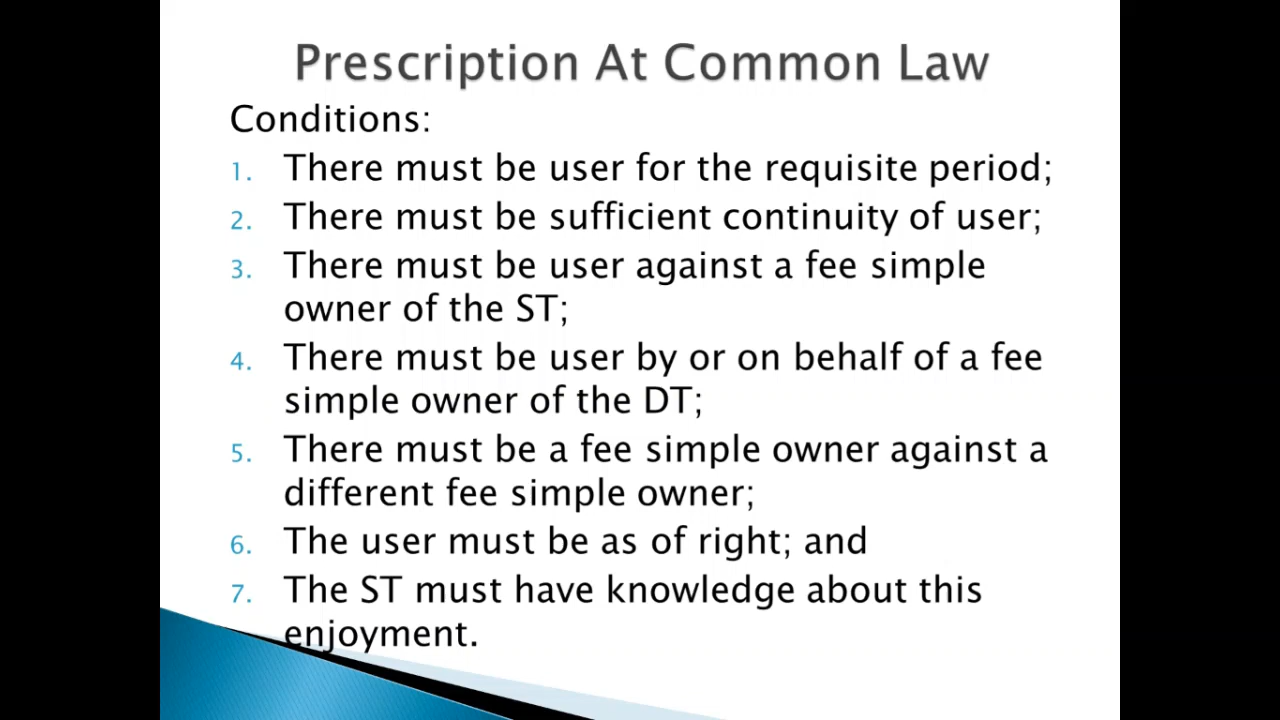 Prescription At Common Law
Conditions:
1. There must be user for the requisite period;
2. There must be sufficient continuity of user;
3. There must be user against a fee simple
owner of the ST;
4. There must be user by or on behalf of a fee
simple owner of the DT;
5. There must be a fee simple owner against a
different fee simple owner;
6. The user must be as of right; and
7. The ST must have knowledge about this
enjoyment.